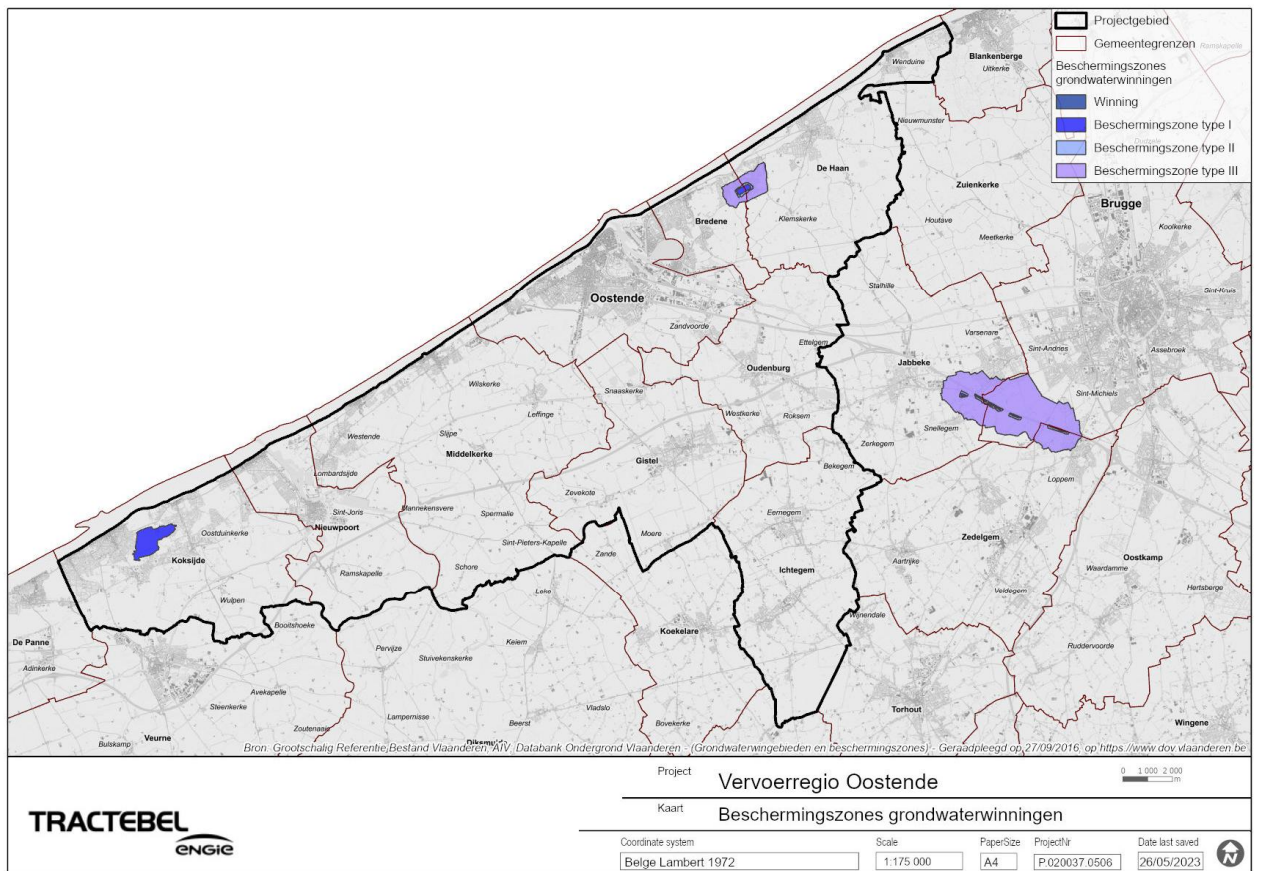 Projectgebied
Gemeentegrenzen
Beschermingszones
grondwaterwinningen
Winning
Beschermingszone type I
Beschermingszone type II
Beschermingszone type III
Ramskapelle
Dudzele
Blankenberge
Uitkerke
Wenduine
Nieuwmunster
De Haan
Zuienkerke
Brugge
Koolkerke
Houtave
Meetkerke
Klemskerke
Bredene
Sint-Kruis
Stalhille
Oostende
Zandvoorde
Varsenare
Ettelgem
Sint-Andries
Assebroek
Jabbeke
Oudenburg
Wilskerke
Snaaskerke
Sint-Michiels
Leffinge
Westkerke
Roksem
Snellegem
Westende
Slijpe
Zerkegem
Middelkerke
Gistel
Bekegem
Lombardsijde
Loppem
Zevekote
Mannekensvere
Sint-Joris
Spermalie
Eernegem
Nieuwpoort
Oostduinkerke
Moere
Zedelgem
Sint-Pieters-Kapelle
Zande
Oostkamp
Koksijde
Aartrijke
Waardamme
Schore
Ichtegem
Ramskapelle
Hertsberge
Leke
Veldegem
Wulpen
Wijnendale
Booitshoeke
Koekelare
De Panne
Keiem
Ruddervoorde
Pervijze
Stuivekenskerke
Adinkerke
Avekapelle
Steenkerke
Vladslo
Torhout
Lampernisse
Beerst
Bovekerke
Wingene
Zoutenaaie
Veurne
Bulskamp
Bron: Grootschalig Referentie Bestand Vlaanderen, AIV. Databank Ondergrond Vlaanderen - (Grondwaterwingebieden en beschermingszones) - Geraadpleegd op 27/09/2016, op https://www.dov.vlaanderen.be
Project
Vervoerregio Oostende
0 1 000 2 000
m
Kaart
Beschermingszones grondwaterwinningen
TRACTEBEL
ENGIE
Coordinate system
Scale
PaperSize
ProjectNr
Date last saved
Belge Lambert 1972
1:175 000
A4
P.020037.0506
26/05/2023
N